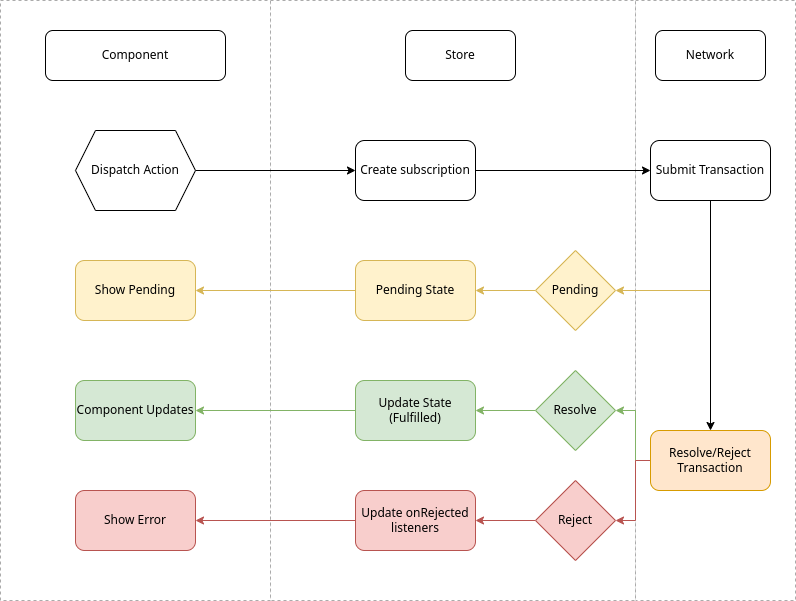 Component
Store
Network
Dispatch Action
Create subscription
Submit Transaction
Show Pending
Pending State
Pending
Component Updates
Update State
(Fulfilled)
Resolve
Resolve/Reject
Transaction
Show Error
Update onRejected
listeners
Reject